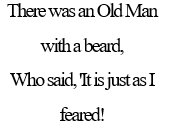 There was an Old Man
with a beard,
Who said, 'It is just as I
feared!